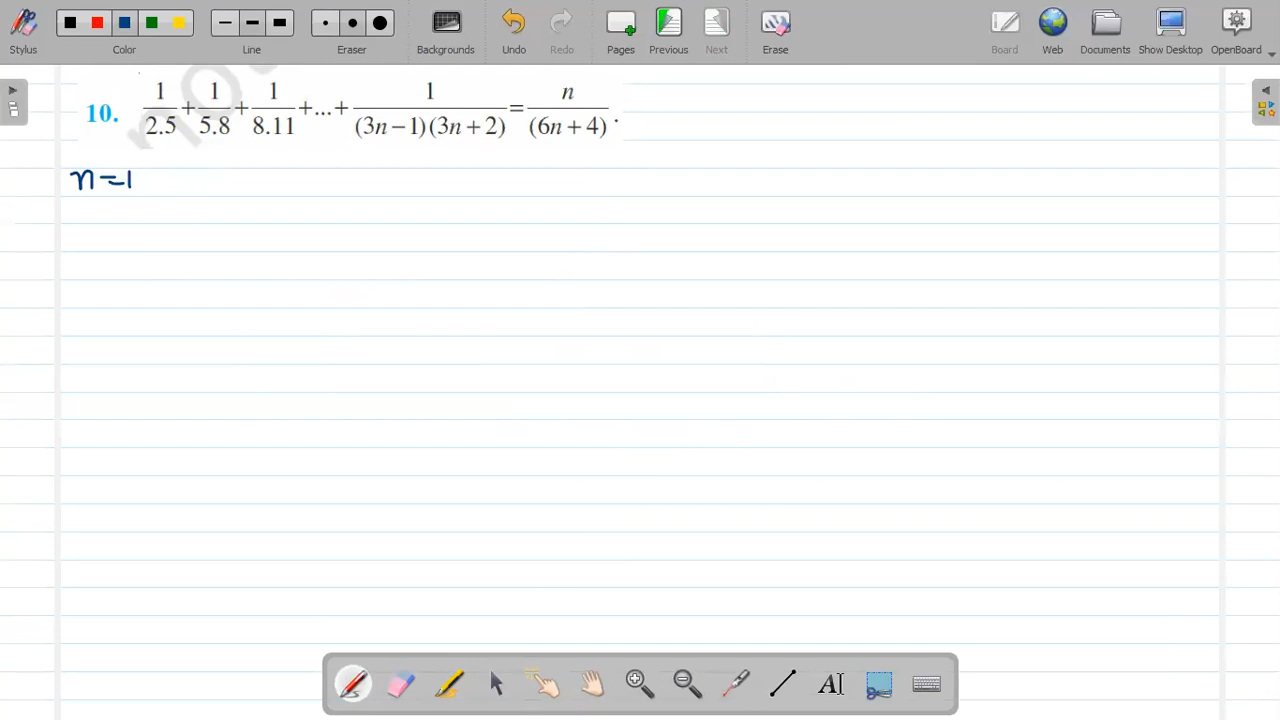 Stylus Color Line Eraser Backgrounds Undo Redo Pages Previous Next Erase Board Web Documents Show Desktop OpenBoard
10. 1/2.5 + 1/5.8 + 1/8.11 +...+ 1/((3n−1)(3n+2)) = n/(6n+4).
n=1
AI